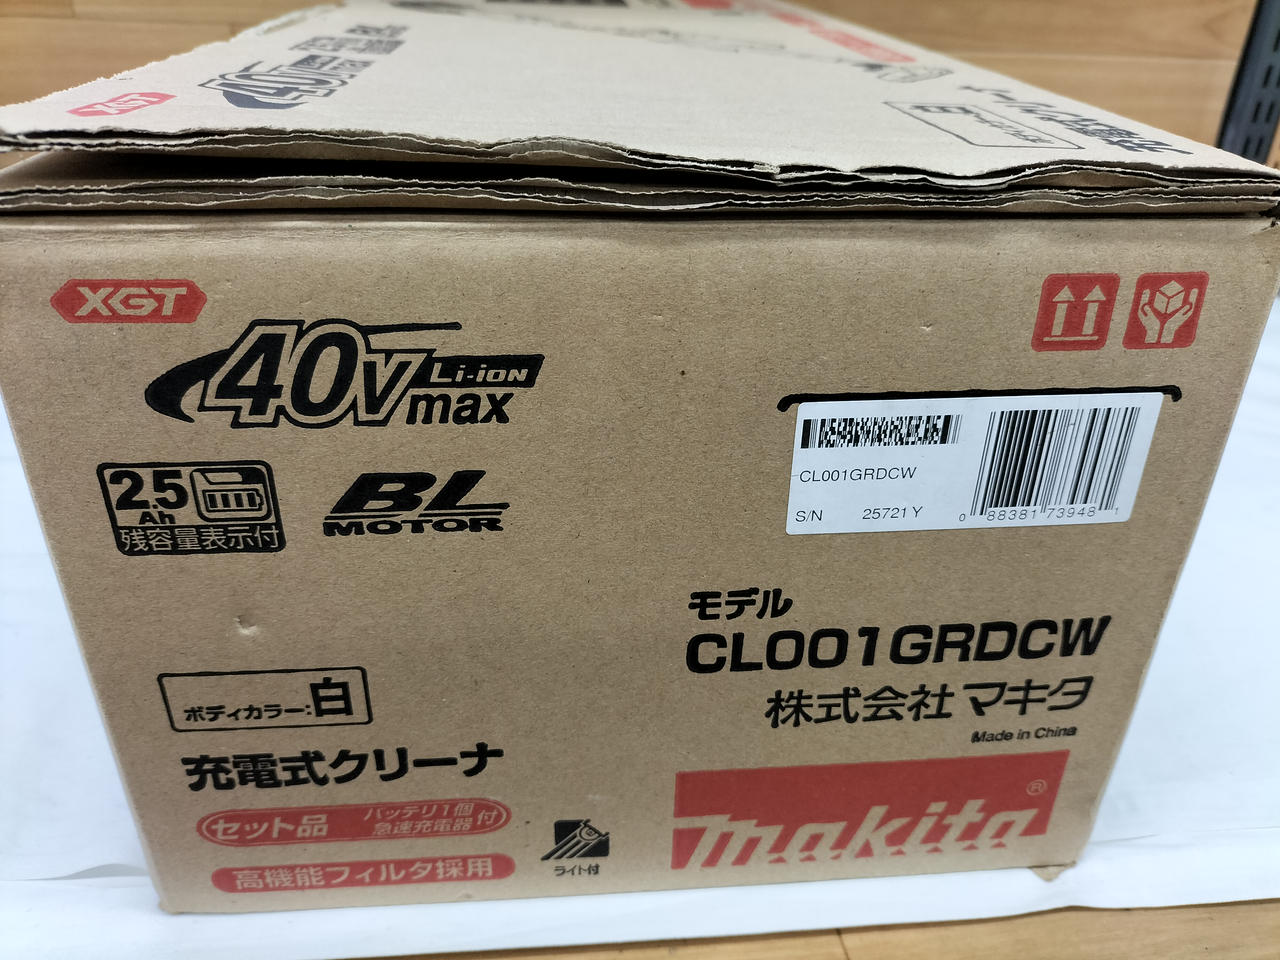 XGT
40Vmax
XGT
40V Li-ion
max
2.5
Ah
残容量表示付
BL
MOTOR
CL001GRDCW
S/N 25721 Y
0 88381 73948 1
モデル
CL001GRDCW
株式会社マキタ
Made in China
makita®
ボディカラー:白
充電式クリーナ
セット品 バッテリ1個
急速充電器付
高機能フィルタ採用
ライト付